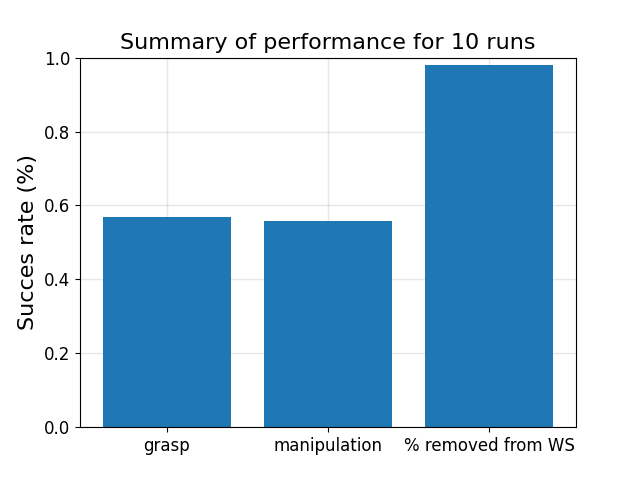 Summary of performance for 10 runs
Succes rate (%)
1.0
0.8
0.6
0.4
0.2
0.0
grasp manipulation % removed from WS